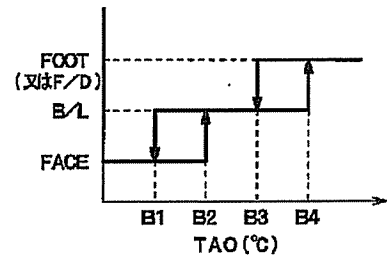 FOOT
(又はF/D)
B/L
FACE
B1 B2 B3 B4
TAO(℃)